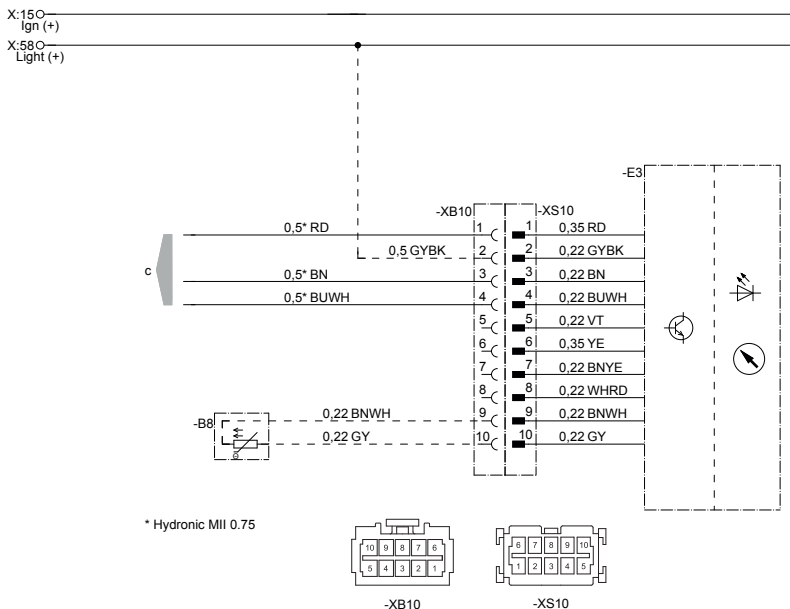 X:15
Ign (+)
X:58
Light (+)
-E3
-XB10
-XS10
0,5* RD
1
1
0,35 RD
0,5 GYBK
2
2
0,22 GYBK
c
0,5* BN
3
3
0,22 BN
0,5* BUWH
4
4
0,22 BUWH
5
5
0,22 VT
6
6
0,35 YE
7
7
0,22 BNYE
8
8
0,22 WHRD
-B8
0,22 BNWH
9
9
0,22 BNWH
0,22 GY
10
10
0,22 GY
* Hydronic MII 0.75
10 9 8 7 6
5 4 3 2 1
-XB10
6 7 8 9 10
1 2 3 4 5
-XS10